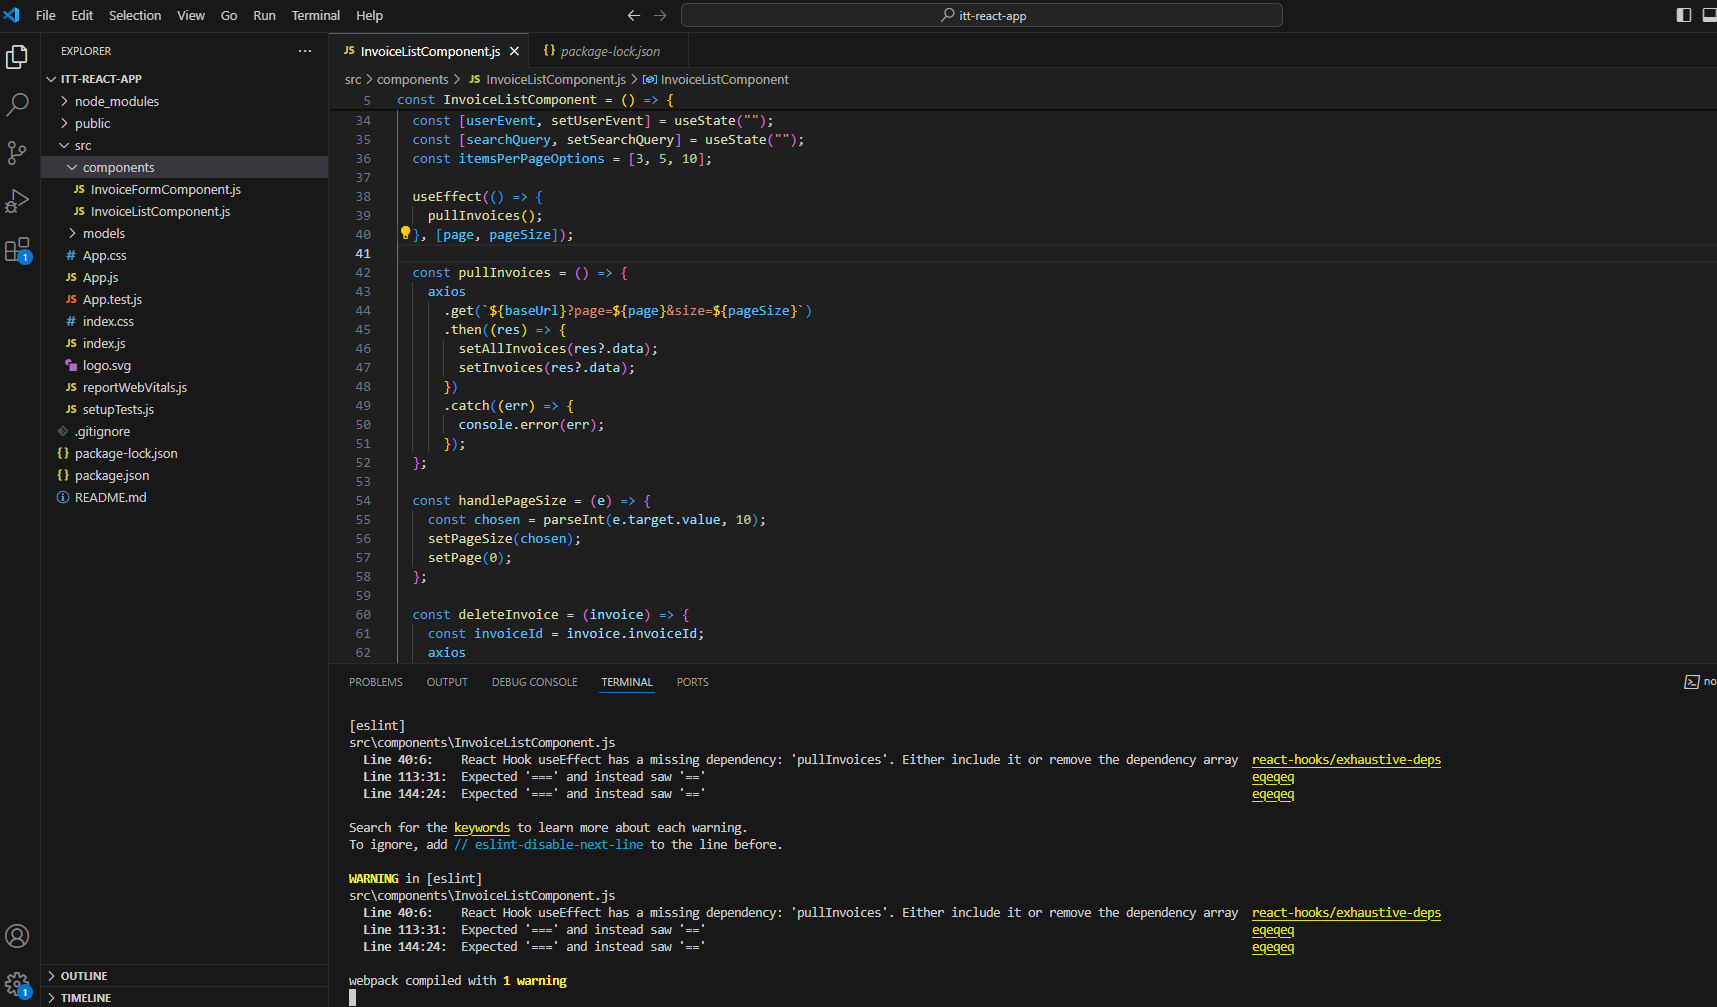 File Edit Selection View Go Run Terminal Help
itt-react-app
EXPLORER
ITT-REACT-APP
node_modules
public
src
components
JS InvoiceFormComponent.js
JS InvoiceListComponent.js
models
# App.css
JS App.js
JS App.test.js
# index.css
JS index.js
logo.svg
JS reportWebVitals.js
JS setupTests.js
.gitignore
{} package-lock.json
{} package.json
README.md
OUTLINE
TIMELINE
1
1
JS InvoiceListComponent.js
{} package-lock.json
src > components > JS InvoiceListComponent.js > InvoiceListComponent
5 const InvoiceListComponent = () => {
34 const [userEvent, setUserEvent] = useState("");
35 const [searchQuery, setSearchQuery] = useState("");
36 const itemsPerPageOptions = [3, 5, 10];
37
38 useEffect(() => {
39 pullInvoices();
40 }, [page, pageSize]);
41
42 const pullInvoices = () => {
43 axios
44 .get(`${baseUrl}?page=${page}&size=${pageSize}`)
45 .then((res) => {
46 setAllInvoices(res?.data);
47 setInvoices(res?.data);
48 })
49 .catch((err) => {
50 console.error(err);
51 });
52 };
53
54 const handlePageSize = (e) => {
55 const chosen = parseInt(e.target.value, 10);
56 setPageSize(chosen);
57 setPage(0);
58 };
59
60 const deleteInvoice = (invoice) => {
61 const invoiceId = invoice.invoiceId;
62 axios
PROBLEMS OUTPUT DEBUG CONSOLE TERMINAL PORTS
no
[eslint]
src\components\InvoiceListComponent.js
Line 40:6: React Hook useEffect has a missing dependency: 'pullInvoices'. Either include it or remove the dependency array react-hooks/exhaustive-deps
Line 113:31: Expected '===' and instead saw '==' eqeqeq
Line 144:24: Expected '===' and instead saw '==' eqeqeq
Search for the keywords to learn more about each warning.
To ignore, add // eslint-disable-next-line to the line before.
WARNING in [eslint]
src\components\InvoiceListComponent.js
Line 40:6: React Hook useEffect has a missing dependency: 'pullInvoices'. Either include it or remove the dependency array react-hooks/exhaustive-deps
Line 113:31: Expected '===' and instead saw '==' eqeqeq
Line 144:24: Expected '===' and instead saw '==' eqeqeq
webpack compiled with 1 warning